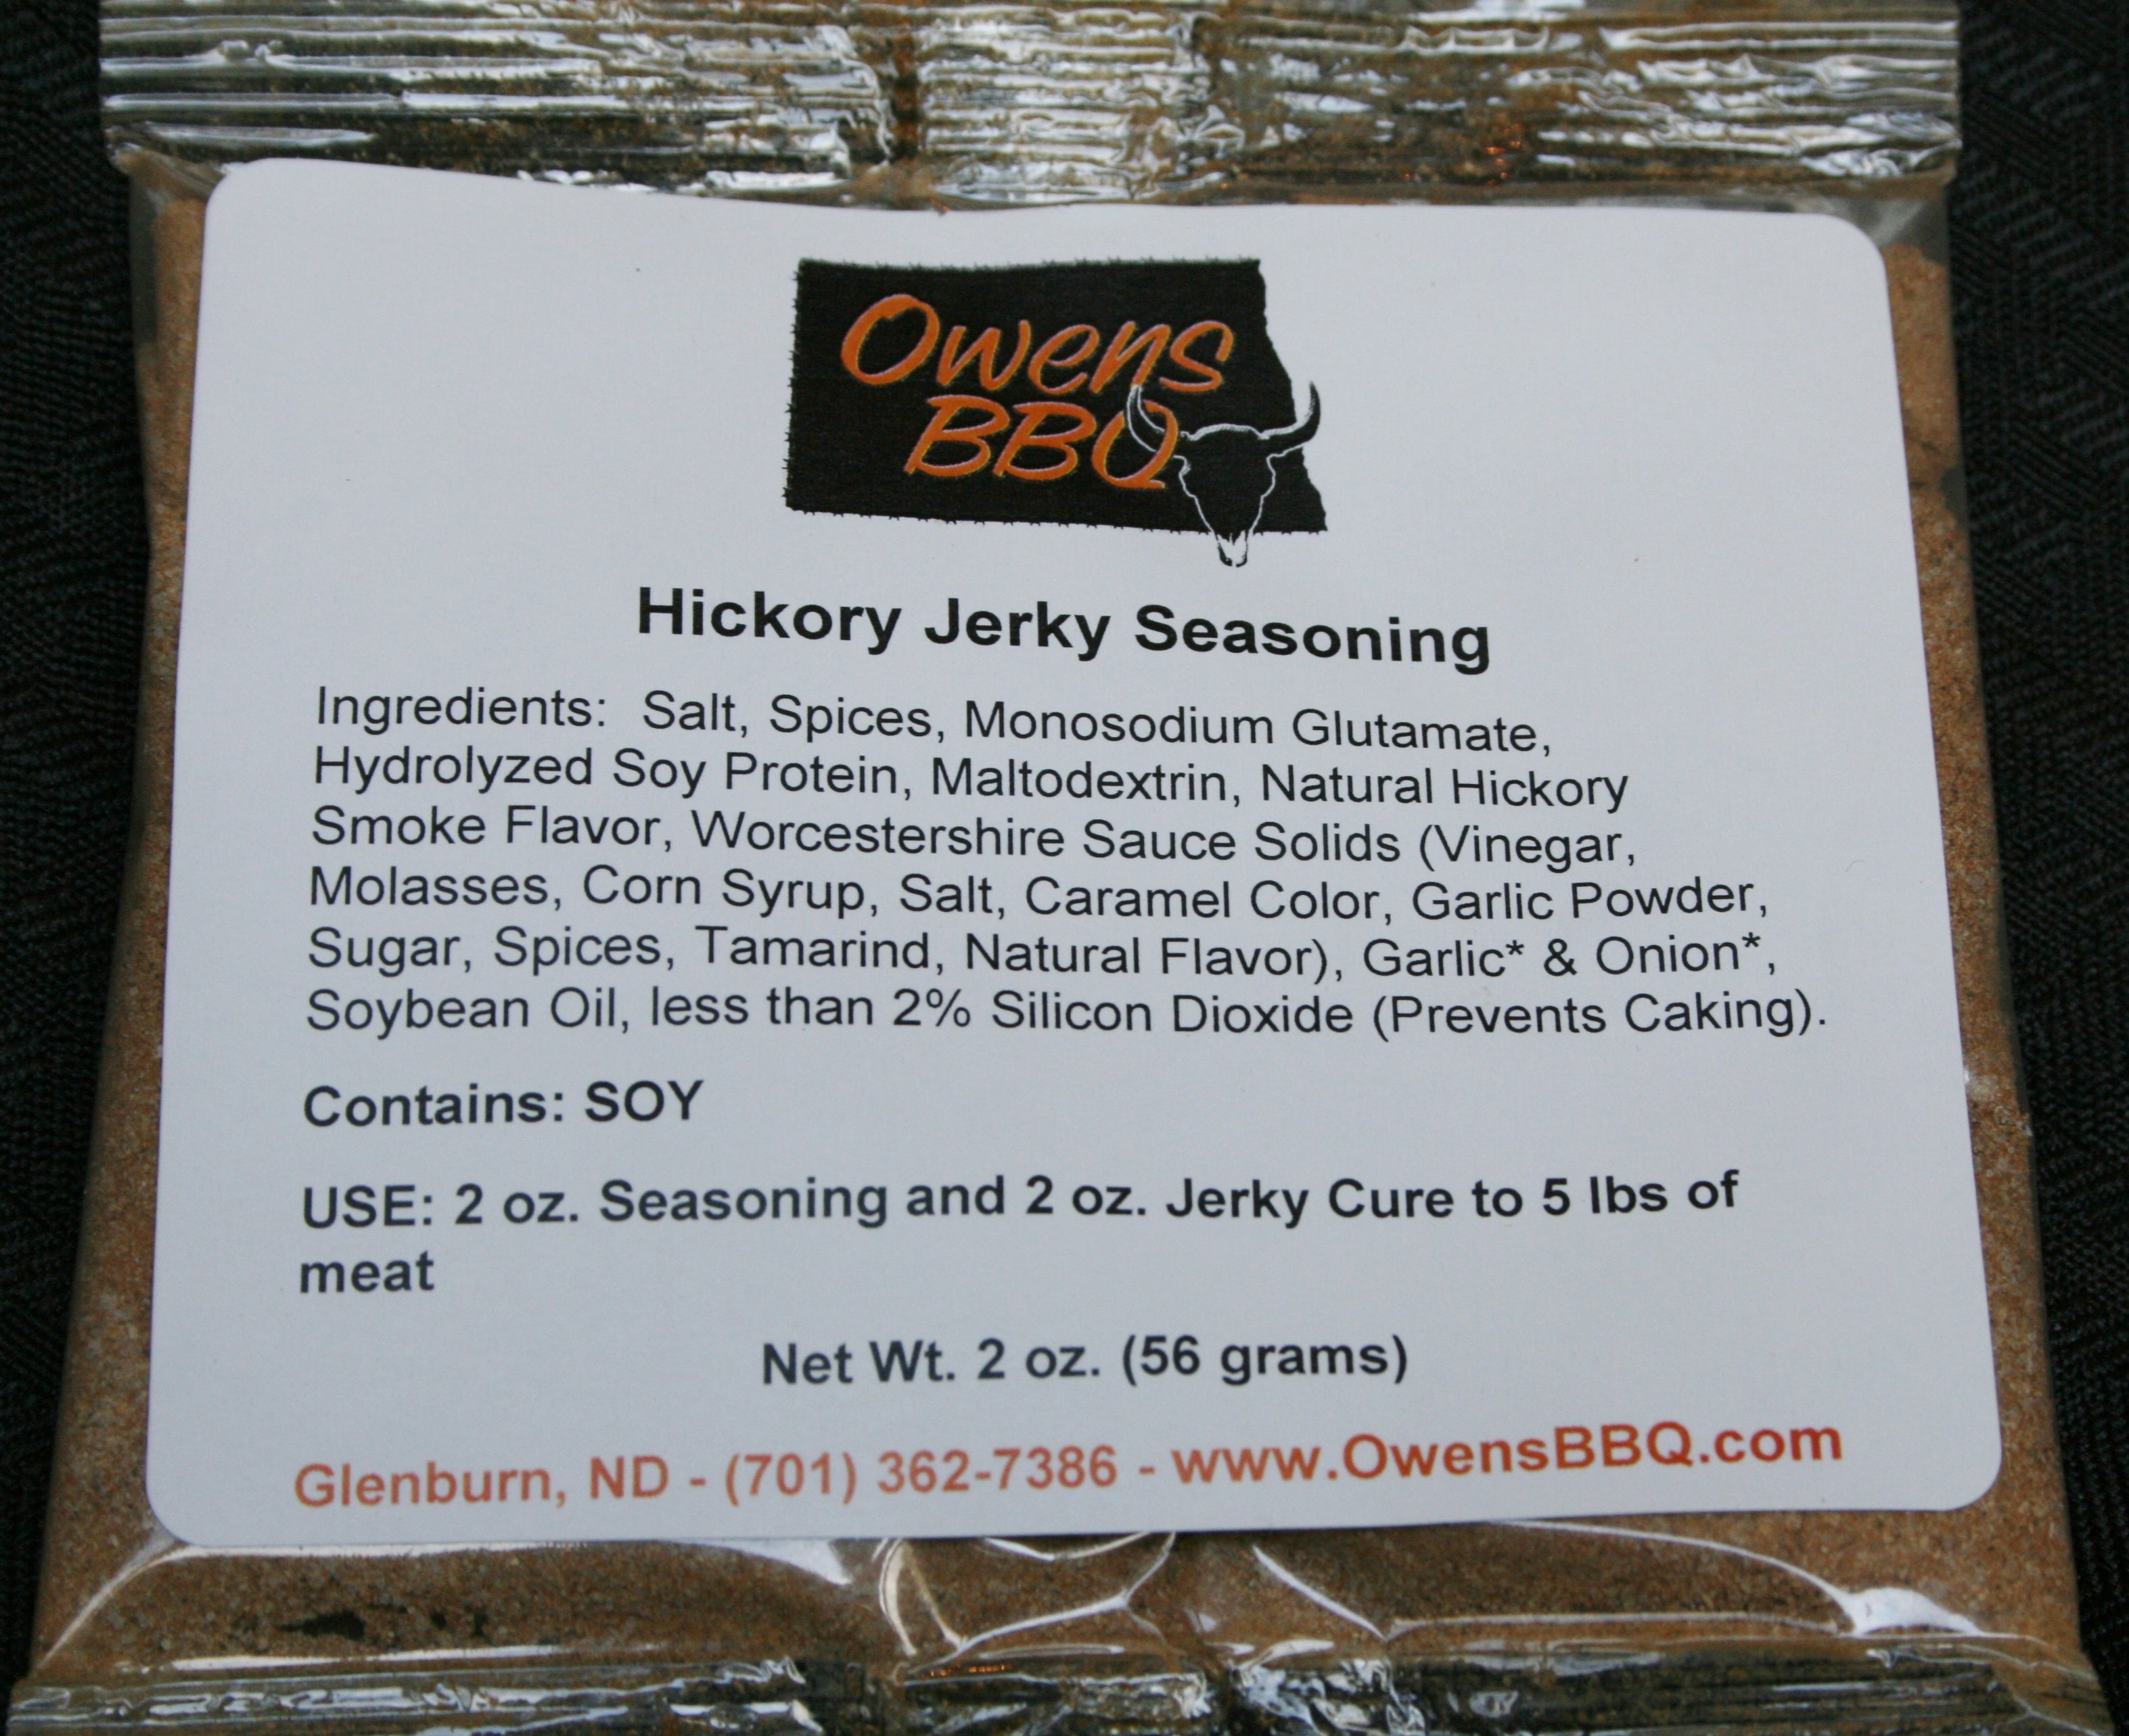 Owens
BBQ
Hickory Jerky Seasoning
Ingredients: Salt, Spices, Monosodium Glutamate,
Hydrolyzed Soy Protein, Maltodextrin, Natural Hickory
Smoke Flavor, Worcestershire Sauce Solids (Vinegar,
Molasses, Corn Syrup, Salt, Caramel Color, Garlic Powder,
Sugar, Spices, Tamarind, Natural Flavor), Garlic* & Onion*,
Soybean Oil, less than 2% Silicon Dioxide (Prevents Caking).
Contains: SOY
USE: 2 oz. Seasoning and 2 oz. Jerky Cure to 5 lbs of
meat
Net Wt. 2 oz. (56 grams)
Glenburn, ND - (701) 362-7386 - www.OwensBBQ.com